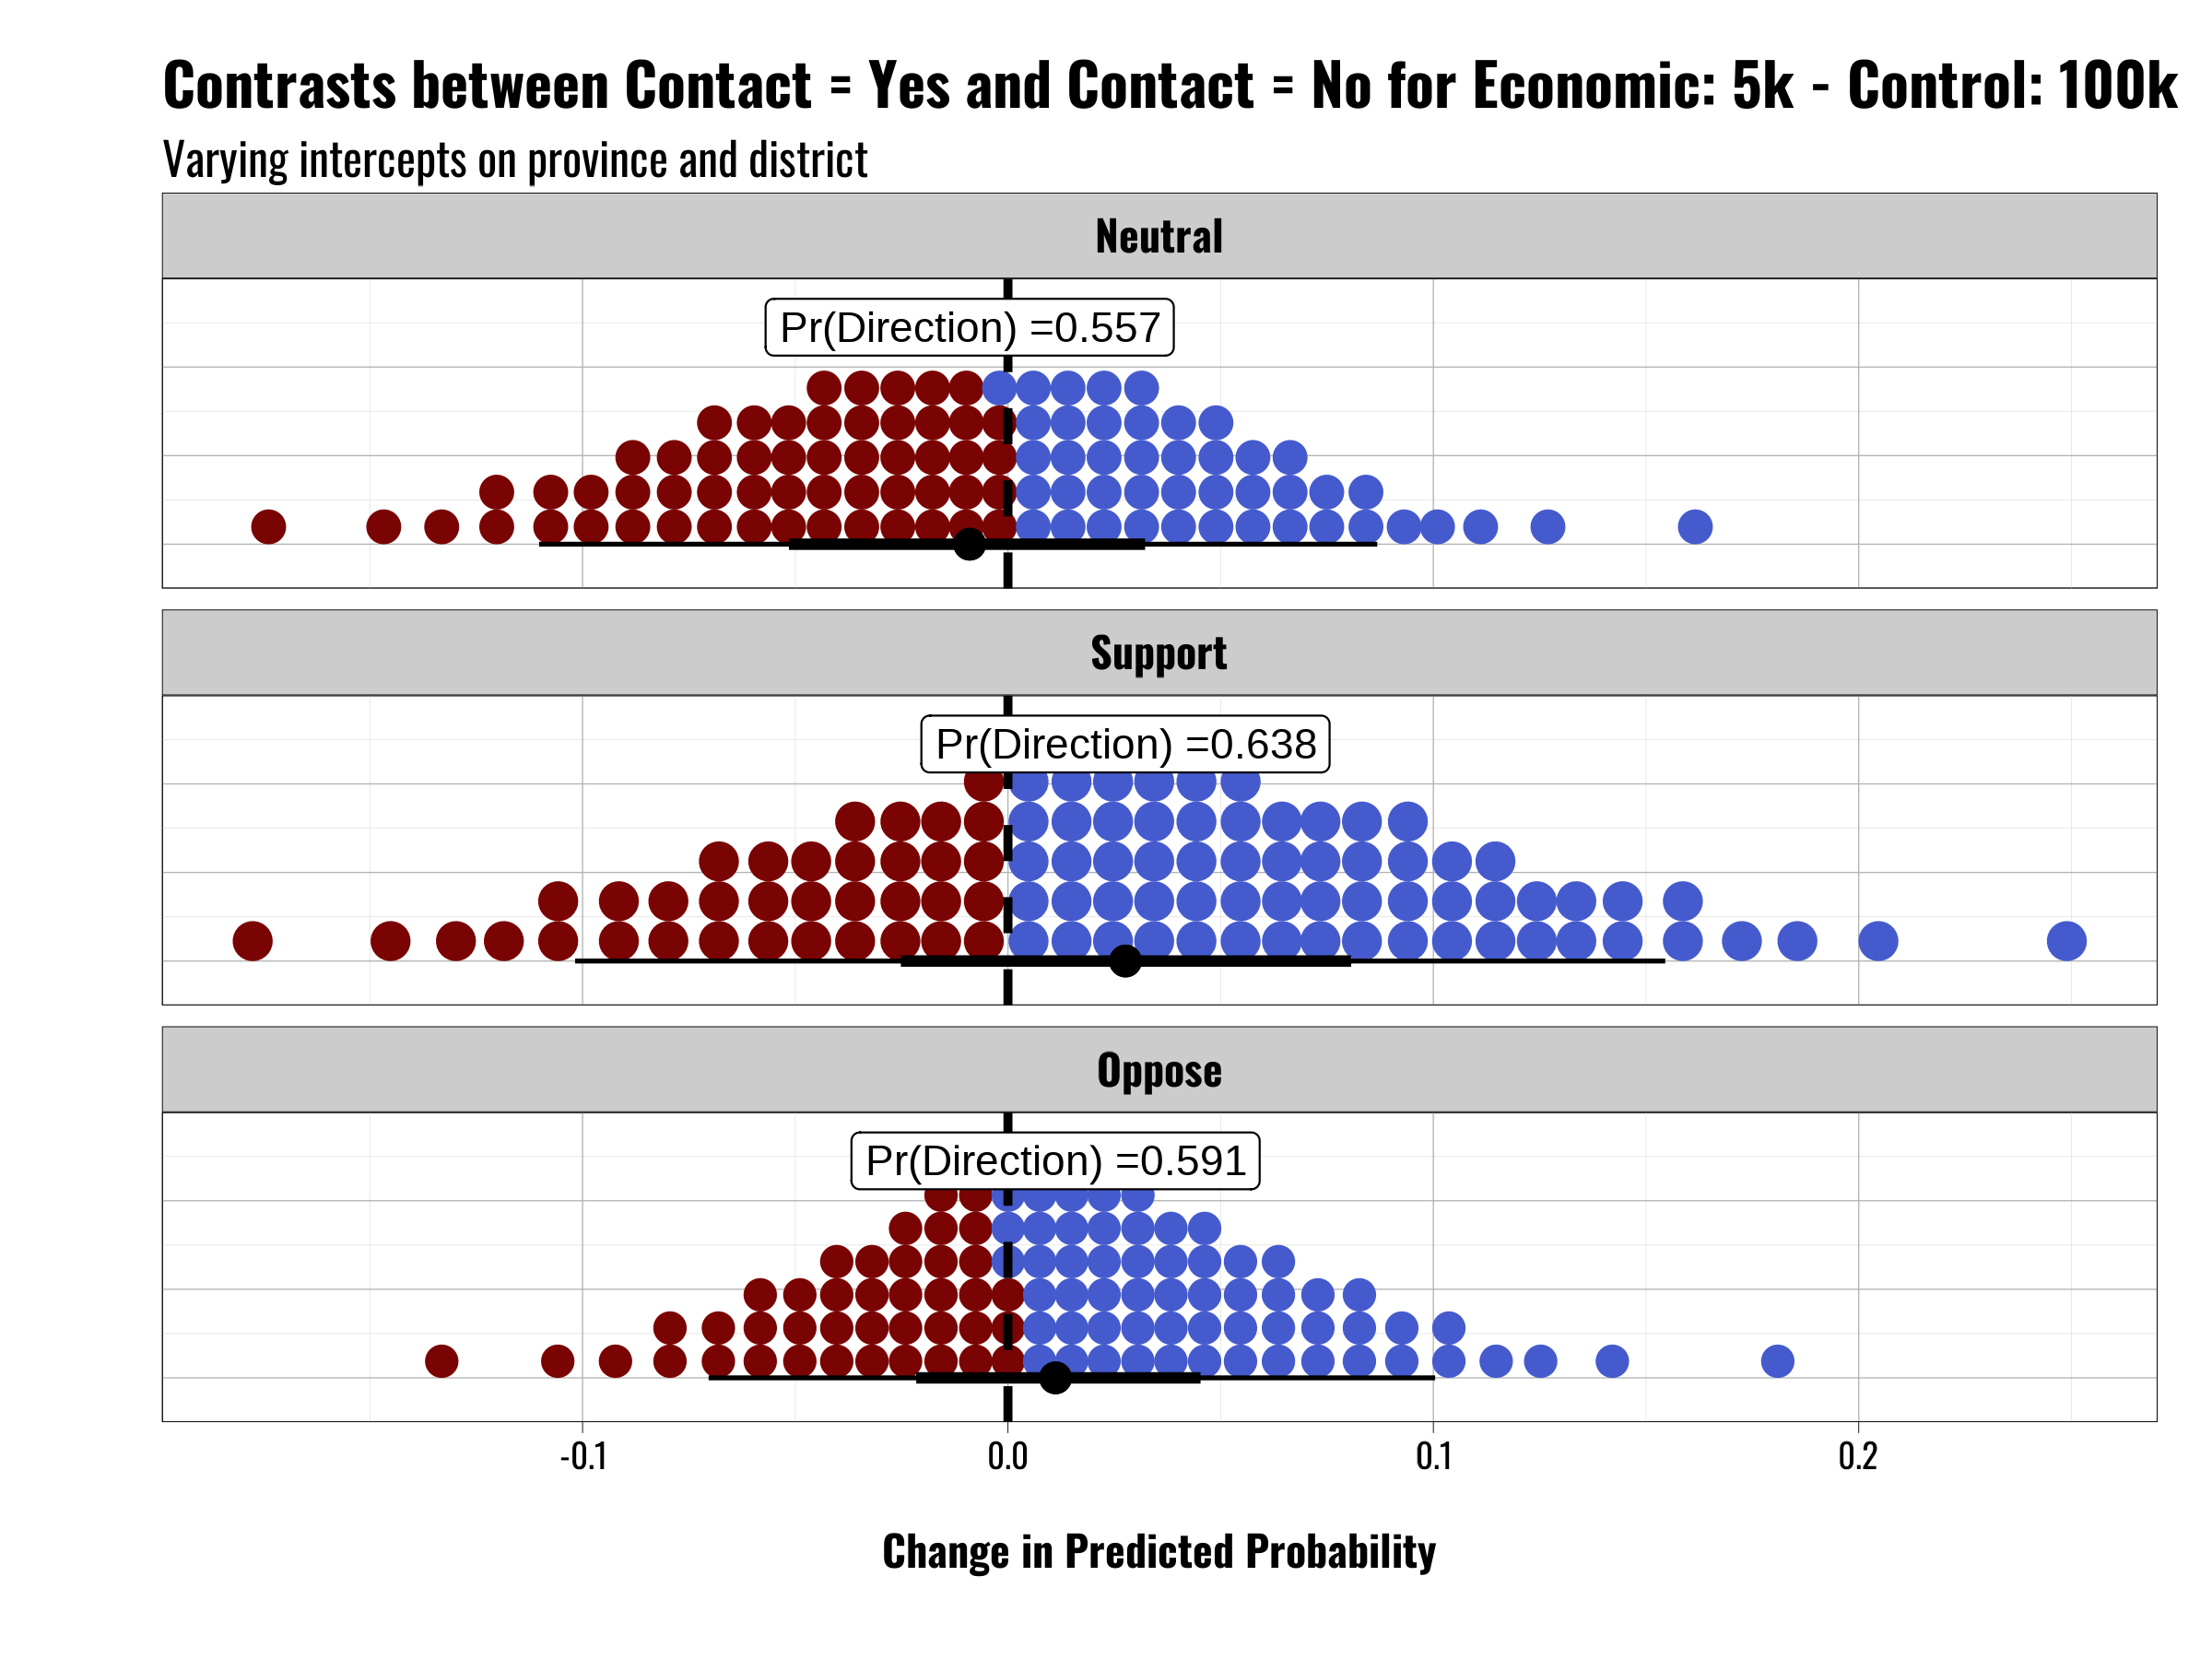 Contrasts between Contact = Yes and Contact = No for Economic: 5k - Control: 100k
Varying intercepts on province and district
Neutral
Pr(Direction) =0.557
Support
Pr(Direction) =0.638
Oppose
Pr(Direction) =0.591
-0.1 0.0 0.1 0.2
Change in Predicted Probability